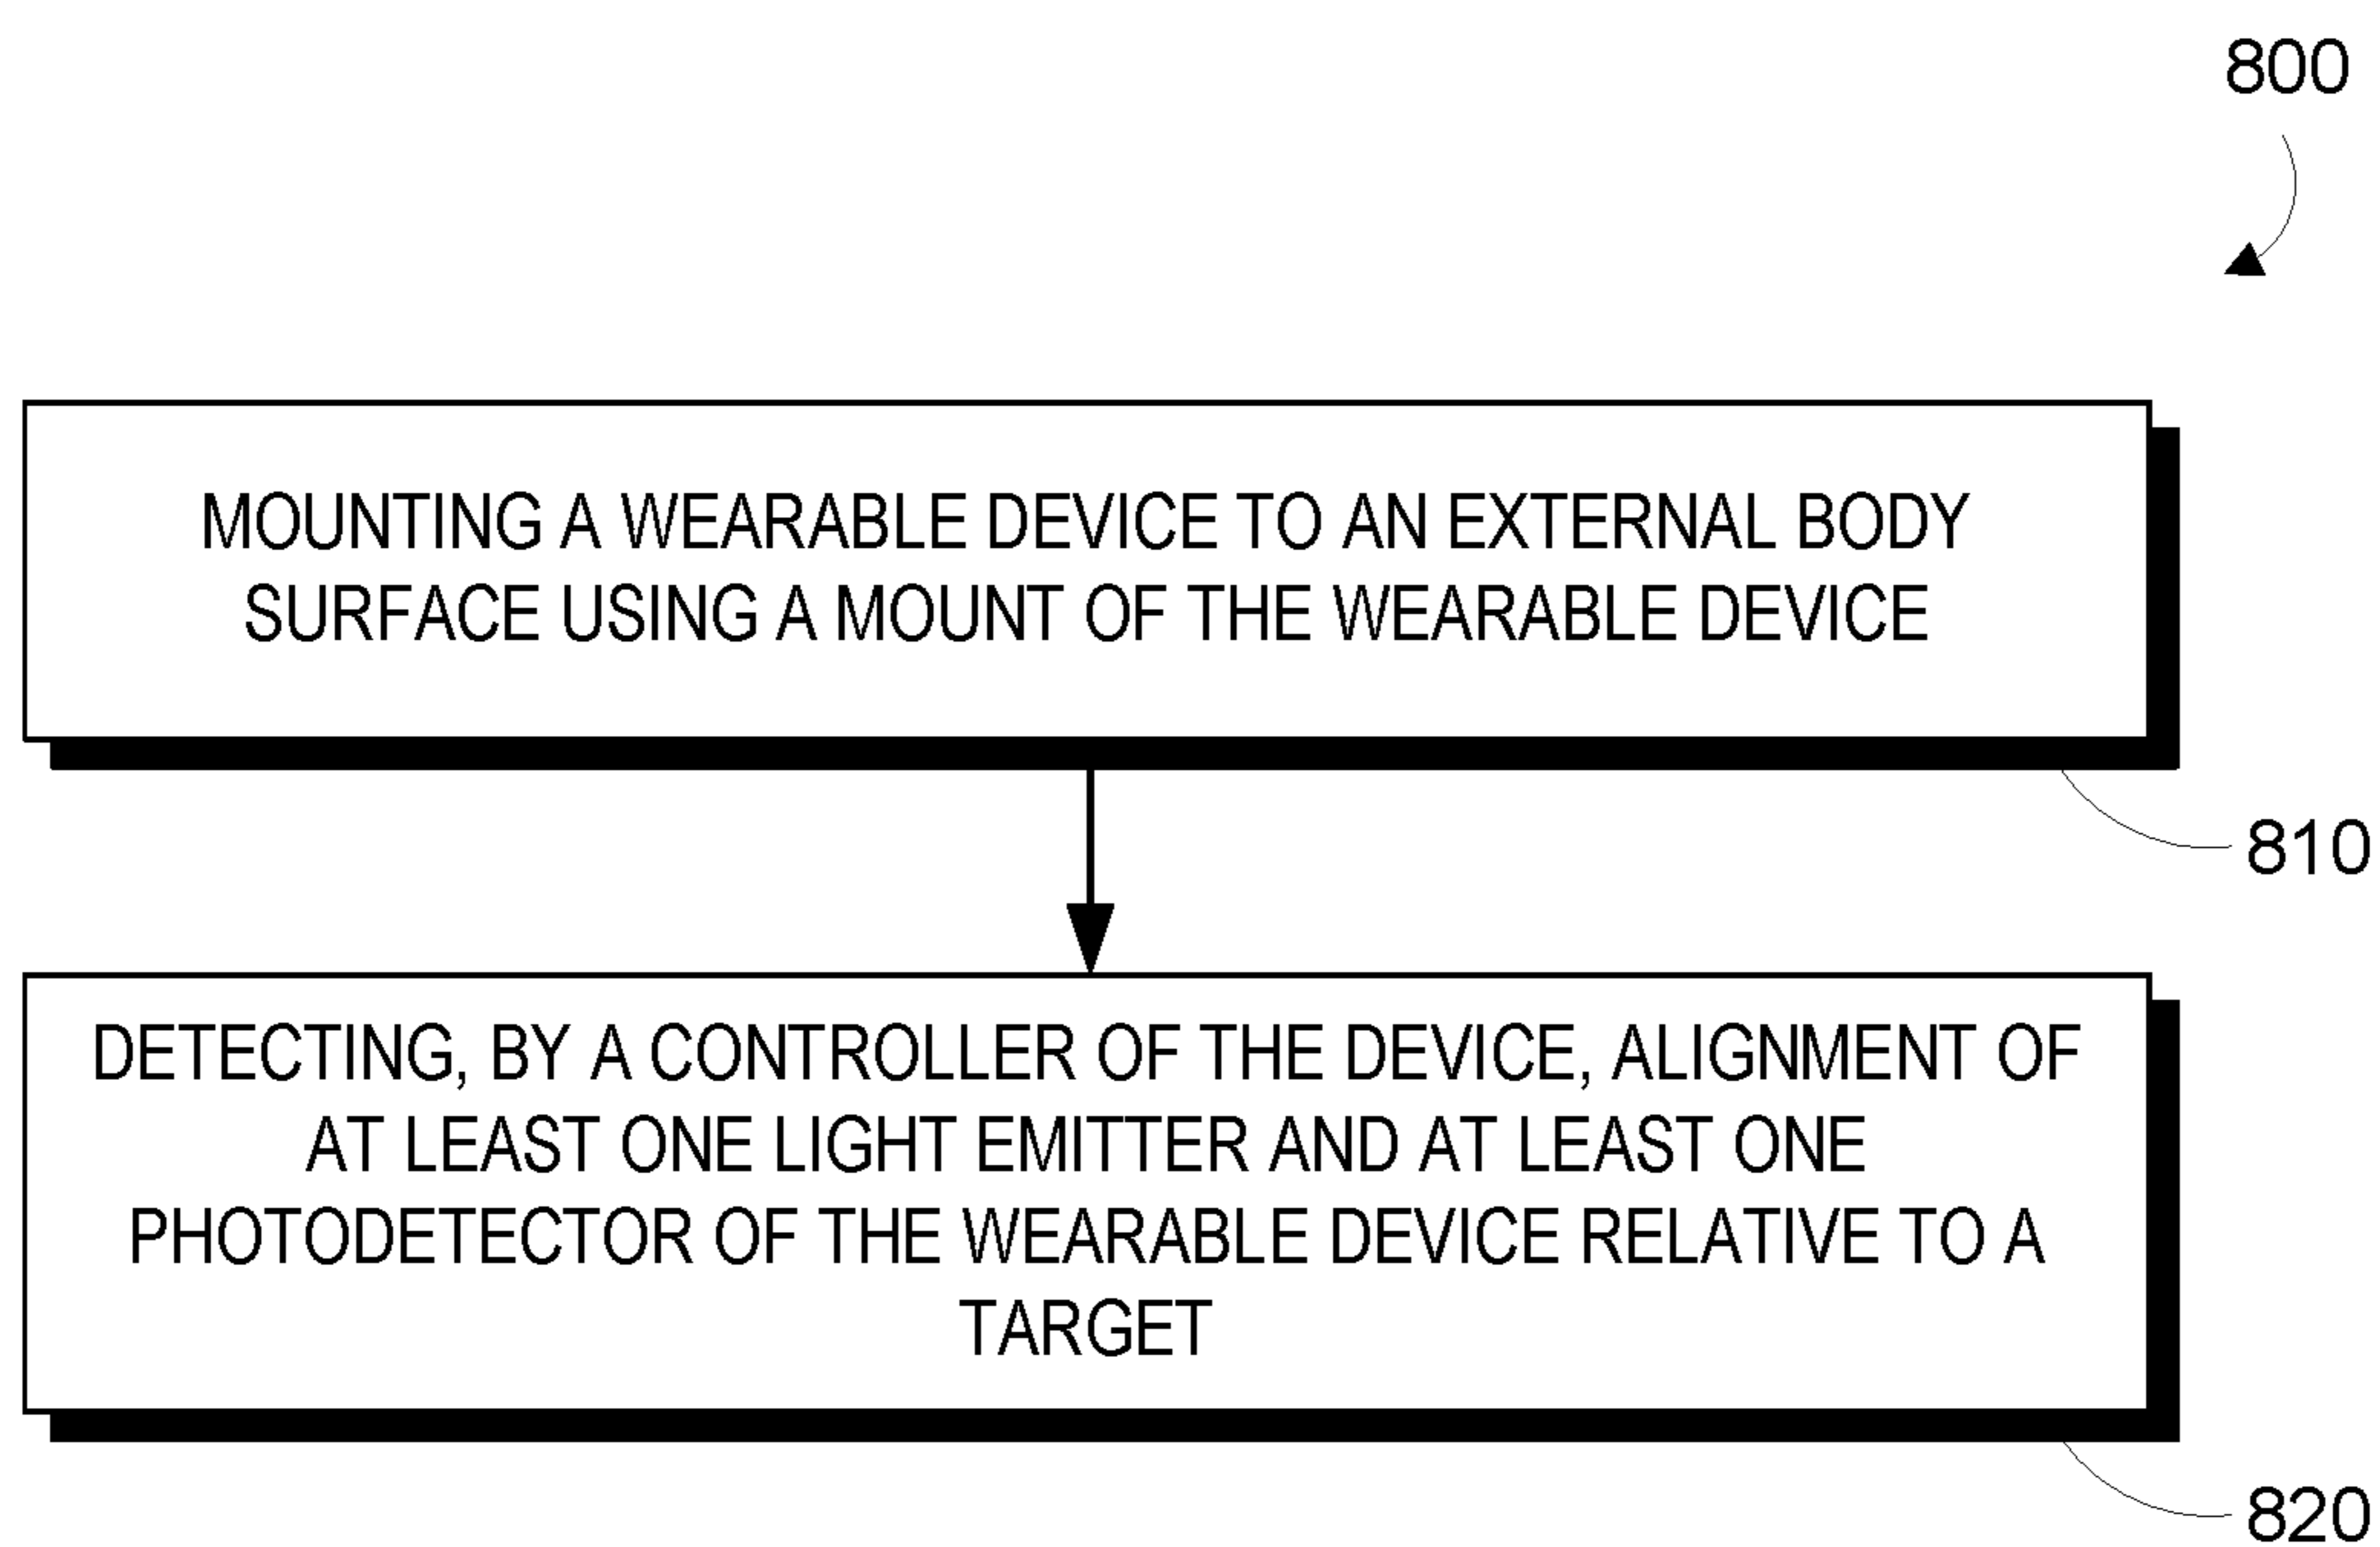 800
MOUNTING A WEARABLE DEVICE TO AN EXTERNAL BODY
SURFACE USING A MOUNT OF THE WEARABLE DEVICE
810
DETECTING, BY A CONTROLLER OF THE DEVICE, ALIGNMENT OF
AT LEAST ONE LIGHT EMITTER AND AT LEAST ONE
PHOTODETECTOR OF THE WEARABLE DEVICE RELATIVE TO A
TARGET
820